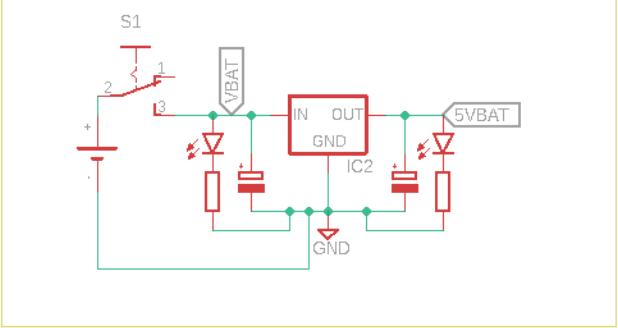 S1
1
2
3
+
-
VBAT
IN
OUT
GND
IC2
+
+
5VBAT
GND